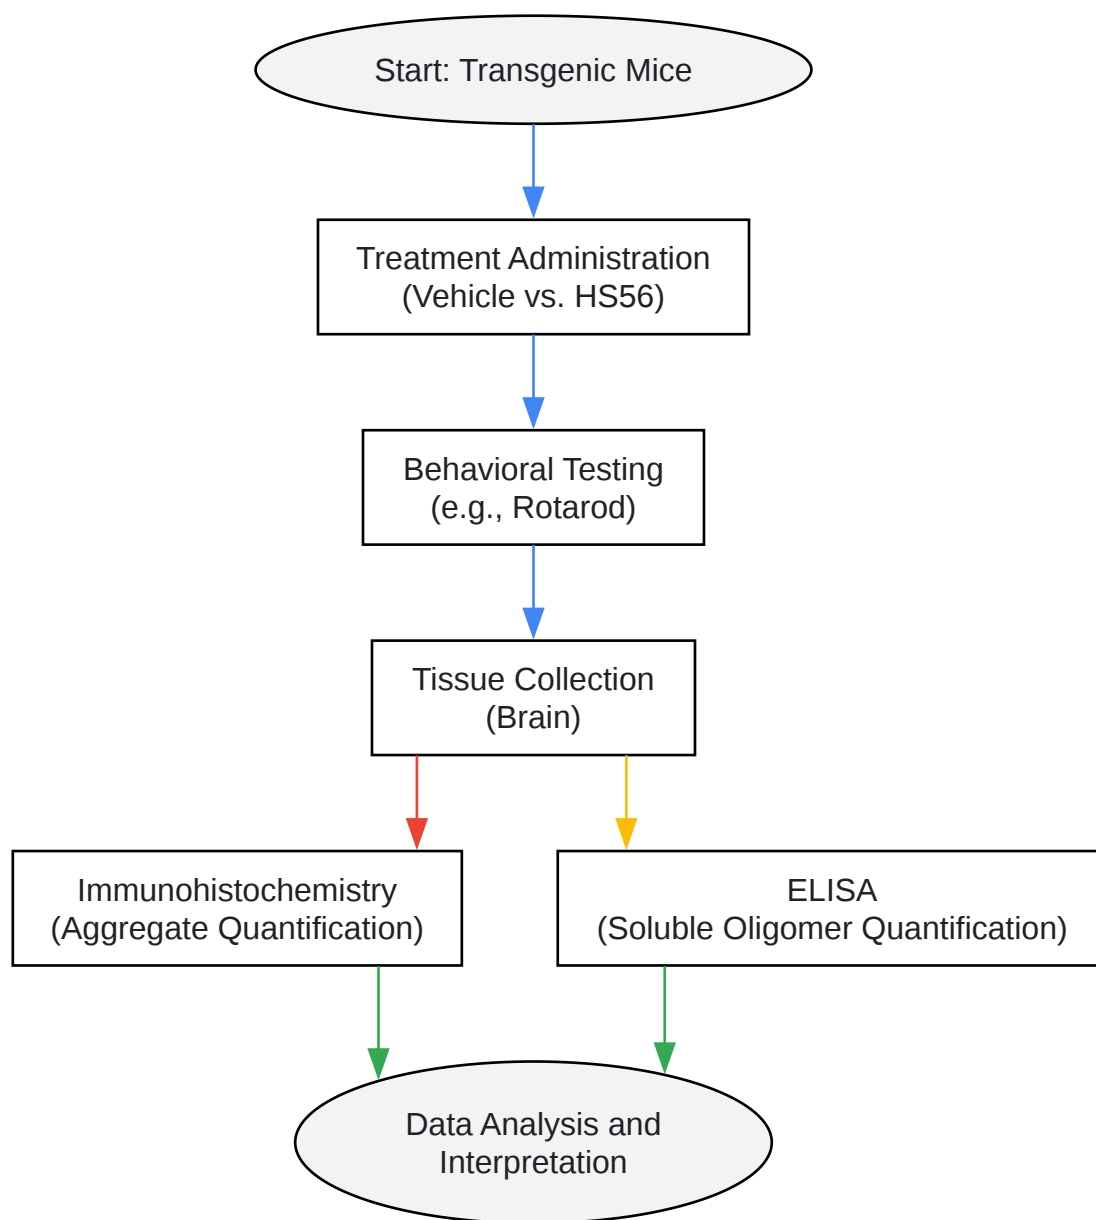 Start: Transgenic Mice
Treatment Administration
(Vehicle vs. HS56)
Behavioral Testing
(e.g., Rotarod)
Tissue Collection
(Brain)
Immunohistochemistry
(Aggregate Quantification)
ELISA
(Soluble Oligomer Quantification)
Data Analysis and
Interpretation